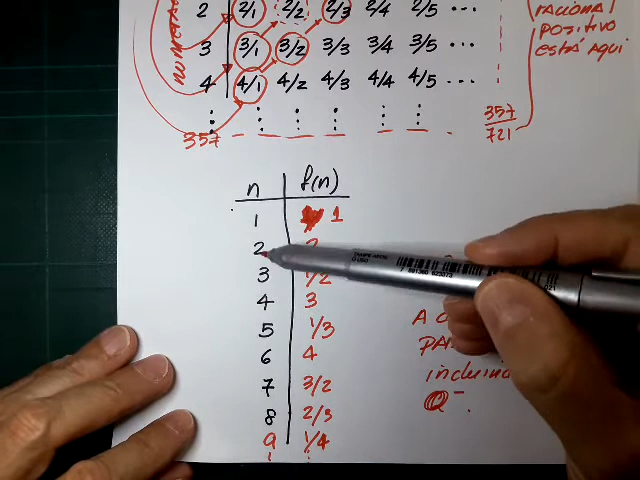 2 2/1 2/2 2/3 2/4 2/5 ...
3 3/1 3/2 3/3 3/4 3/5 ...
4 4/1 4/2 4/3 4/4 4/5 ...
357
positivo
está aqui
357/721
n f(n)
1 1
2
3 1/2
4 3
5 1/3
6 4
7 3/2
8 2/3
9 1/4
A
Q⁻.